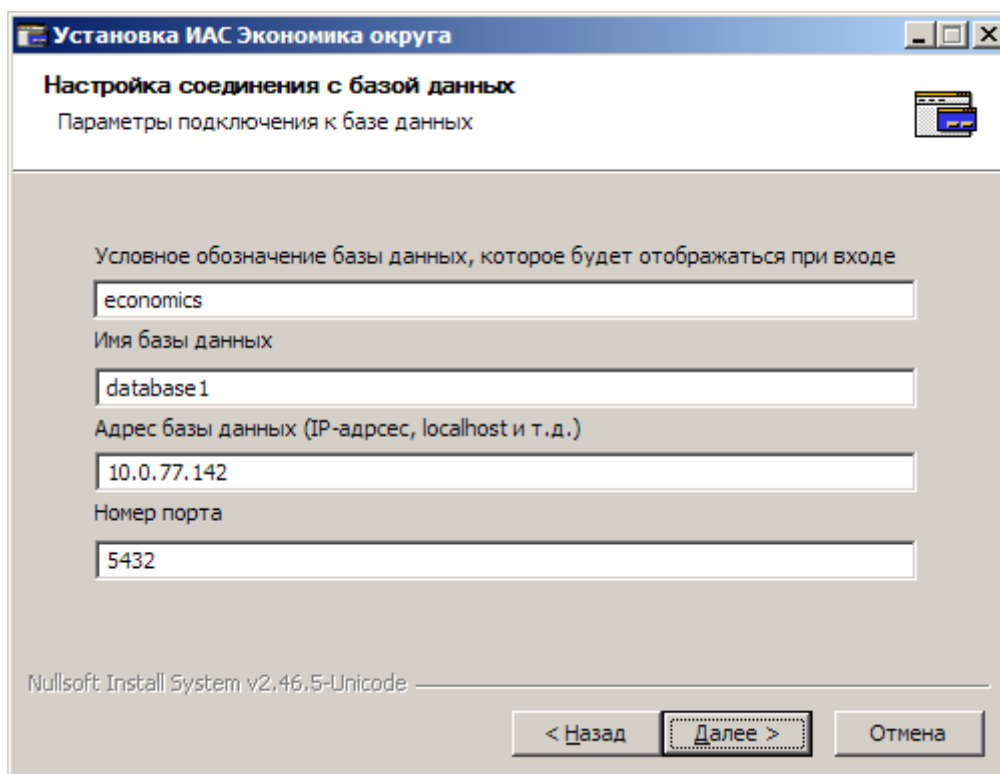 Установка ИАС Экономика округа
Настройка соединения с базой данных
Параметры подключения к базе данных
Условное обозначение базы данных, которое будет отображаться при входе
economics
Имя базы данных
database1
Адрес базы данных (IP-адрсес, localhost и т.д.)
10.0.77.142
Номер порта
5432
Nullsoft Install System v2.46.5-Unicode
< Назад Далее > Отмена